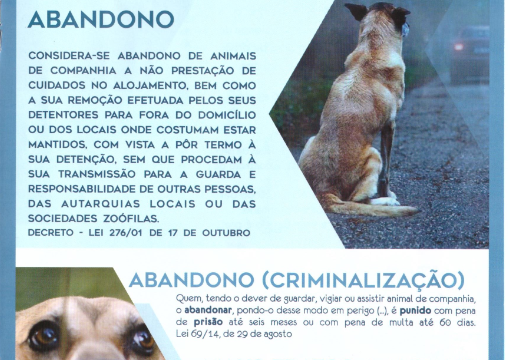 ABANDONO
CONSIDERA-SE ABANDONO DE ANIMAIS
DE COMPANHIA A NÃO PRESTAÇÃO DE
CUIDADOS NO ALOJAMENTO, BEM COMO
A SUA REMOÇÃO EFETUADA PELOS SEUS
DETENTORES PARA FORA DO DOMICÍLIO
OU DOS LOCAIS ONDE COSTUMAM ESTAR
MANTIDOS, COM VISTA A PÔR TERMO À
SUA DETENÇÃO, SEM QUE PROCEDAM À
SUA TRANSMISSÃO PARA A GUARDA E
RESPONSABILIDADE DE OUTRAS PESSOAS,
DAS AUTARQUIAS LOCAIS OU DAS
SOCIEDADES ZOÓFILAS.
DECRETO - LEI 276/01 DE 17 DE OUTUBRO
ABANDONO (CRIMINALIZAÇÃO)
Quem, tendo o dever de guardar, vigiar ou assistir animal de companhia,
o abandonar, pondo-o desse modo em perigo (...), é punido com pena
de prisão até seis meses ou com pena de multa até 60 dias.
Lei 69/14, de 29 de agosto